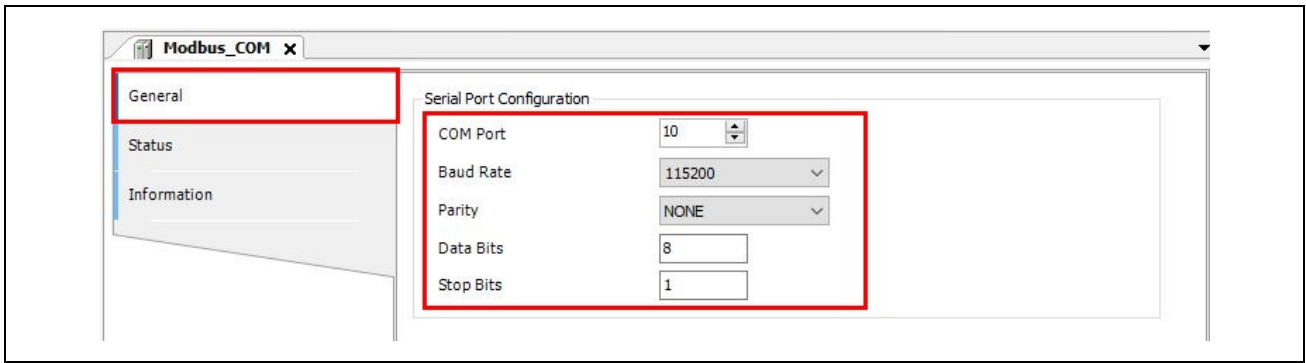 Modbus_COM X
General
Status
Information
Serial Port Configuration
COM Port 10
Baud Rate 115200
Parity NONE
Data Bits 8
Stop Bits 1